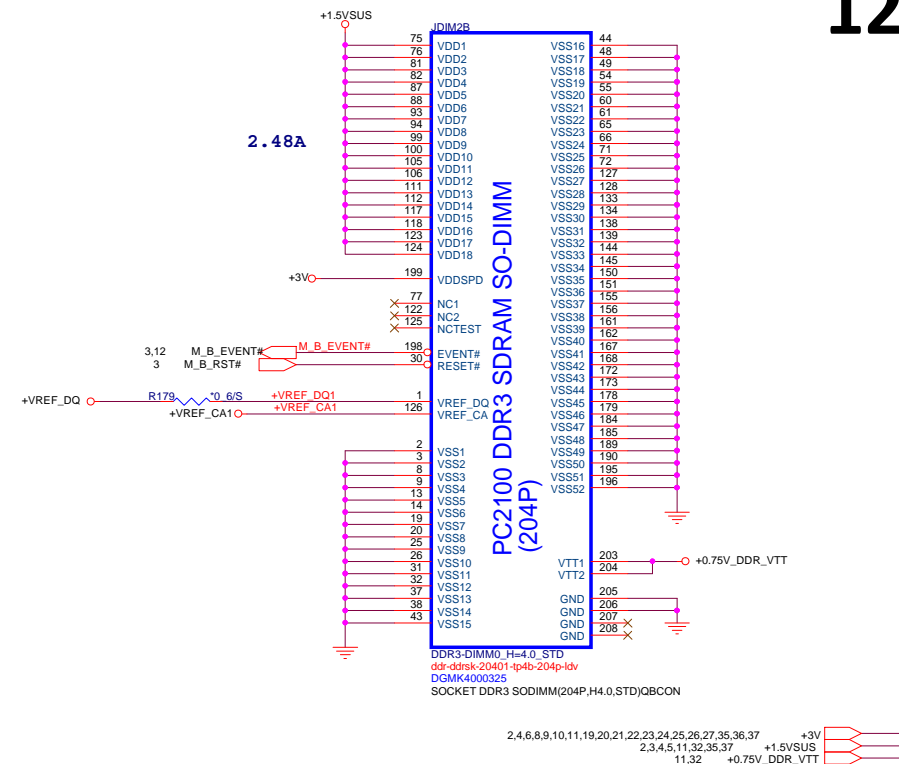 12
+1.5VSUS
JDIM2B
75 VDD1 VSS16 44
76 VDD2 VSS17 48
81 VDD3 VSS18 49
82 VDD4 VSS19 54
87 VDD5 VSS20 55
88 VDD6 VSS21 60
93 VDD7 VSS22 61
94 VDD8 VSS23 65
2.48A
99 VDD9 VSS24 66
100 VDD10 VSS25 71
105 VDD11 VSS26 72
106 VDD12 VSS27 127
111 VDD13 VSS28 128
112 VDD14 VSS29 133
117 VDD15 VSS30 134
118 VDD16 VSS31 138
123 VDD17 VSS32 139
124 VDD18 VSS33 144
VSS34 145
+3V 199 VDDSPD VSS35 150
VSS36 151
77 NC1 VSS37 155
122 NC2 VSS38 156
125 NCTEST VSS39 161
VSS40 162
3,12 M_B_EVENT# M_B_EVENT# 198 EVENT# VSS41 167
3 M_B_RST# 30 RESET# VSS42 168
VSS43 172
VSS44 173
+VREF_DQ R179 *0_6/S +VREF_DQ1 1 VREF_DQ VSS45 178
+VREF_CA1 +VREF_CA1 126 VREF_CA VSS46 179
VSS47 184
VSS48 185
2 VSS1 VSS49 189
3 VSS2 VSS50 190
8 VSS3 VSS51 195
9 VSS4 VSS52 196
13 VSS5
14 VSS6
19 VSS7
20 VSS8
25 VSS9
26 VSS10 VTT1 203 +0.75V_DDR_VTT
31 VSS11 VTT2 204
32 VSS12
37 VSS13 GND 205
38 VSS14 GND 206
43 VSS15 GND 207
GND 208
PC2100 DDR3 SDRAM SO-DIMM
(204P)
DDR3-DIMM0_H=4.0_STD
ddr-ddrsk-20401-tp4b-204p-ldv
DGMK4000325
SOCKET DDR3 SODIMM(204P,H4.0,STD)QBCON
2,4,6,8,9,10,11,19,20,21,22,23,24,25,26,27,35,36,37 +3V
2,3,4,5,11,32,35,37 +1.5VSUS
11,32 +0.75V_DDR_VTT